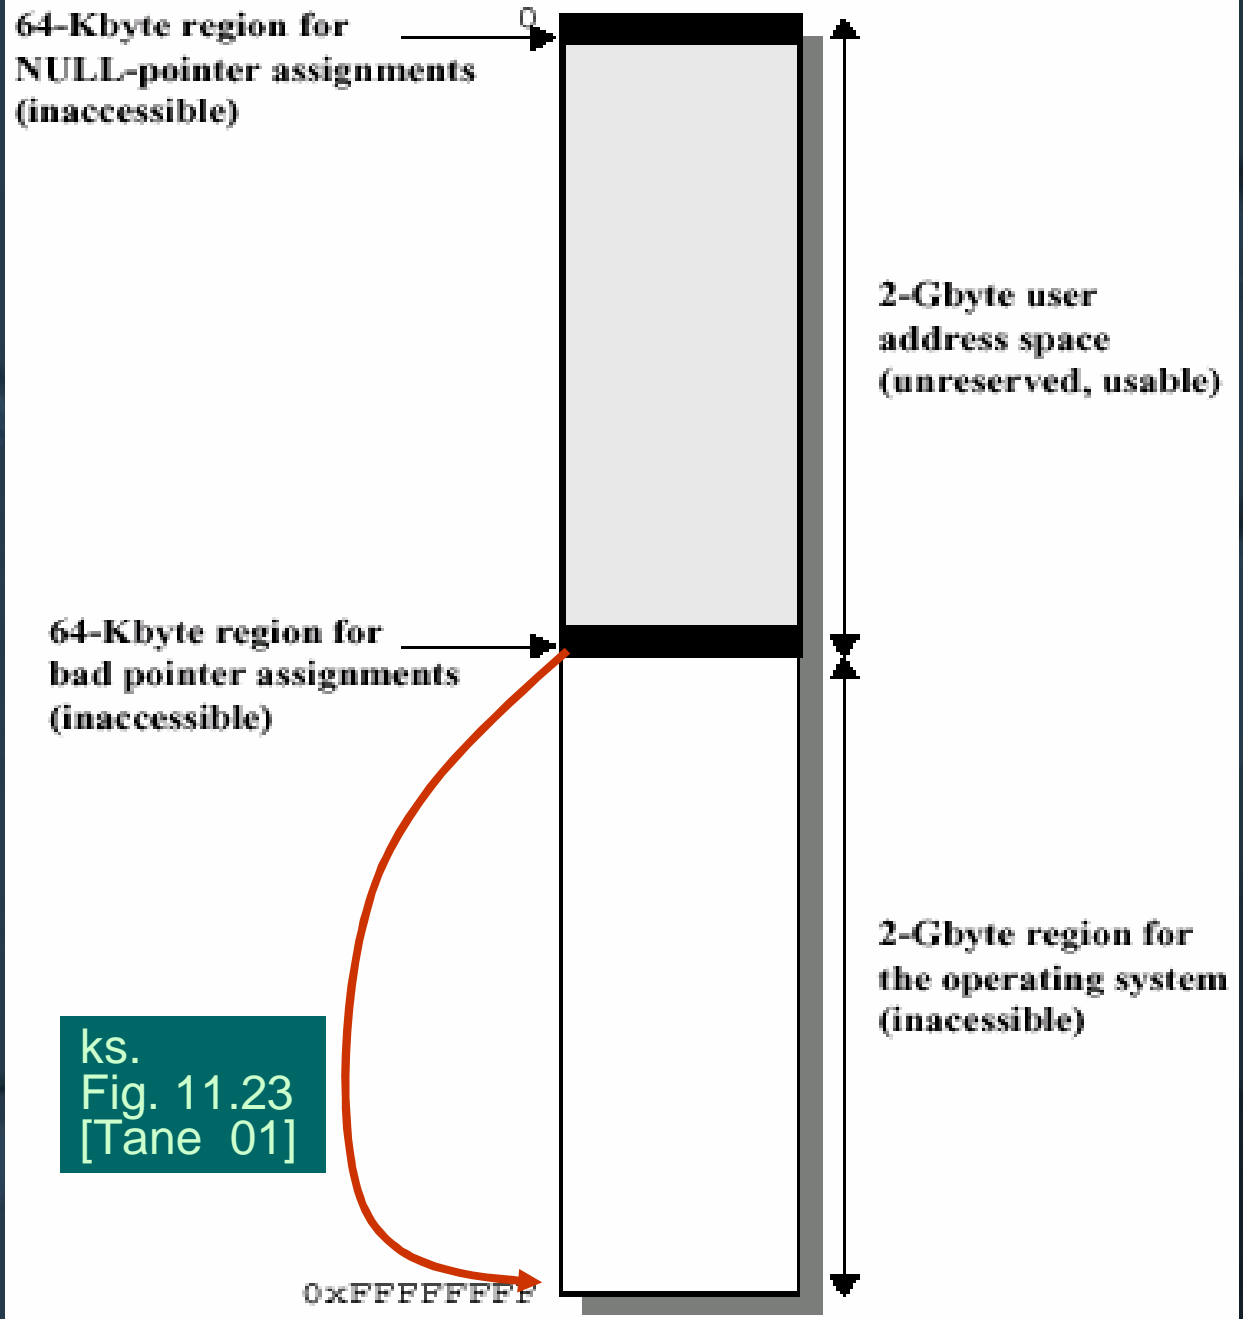 64-Kbyte region for
NULL-pointer assignments
(inaccessible)
0
2-Gbyte user
address space
(unreserved, usable)
64-Kbyte region for
bad pointer assignments
(inaccessible)
2-Gbyte region for
the operating system
(inacessible)
ks.
Fig. 11.23
[Tane 01]
0xFFFFFFFF